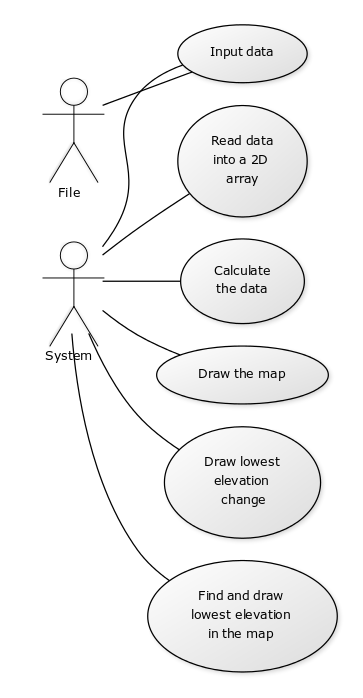 Input data
File
Read data
into a 2D
array
System
Calculate
the data
Draw the map
Draw lowest
elevation
change
Find and draw
lowest elevation
in the map